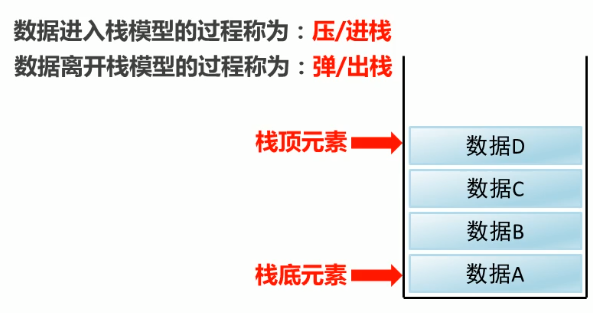 数据进入栈模型的过程称为：压/进栈
数据离开栈模型的过程称为：弹/出栈
栈顶元素
数据D
数据C
数据B
栈底元素
数据A